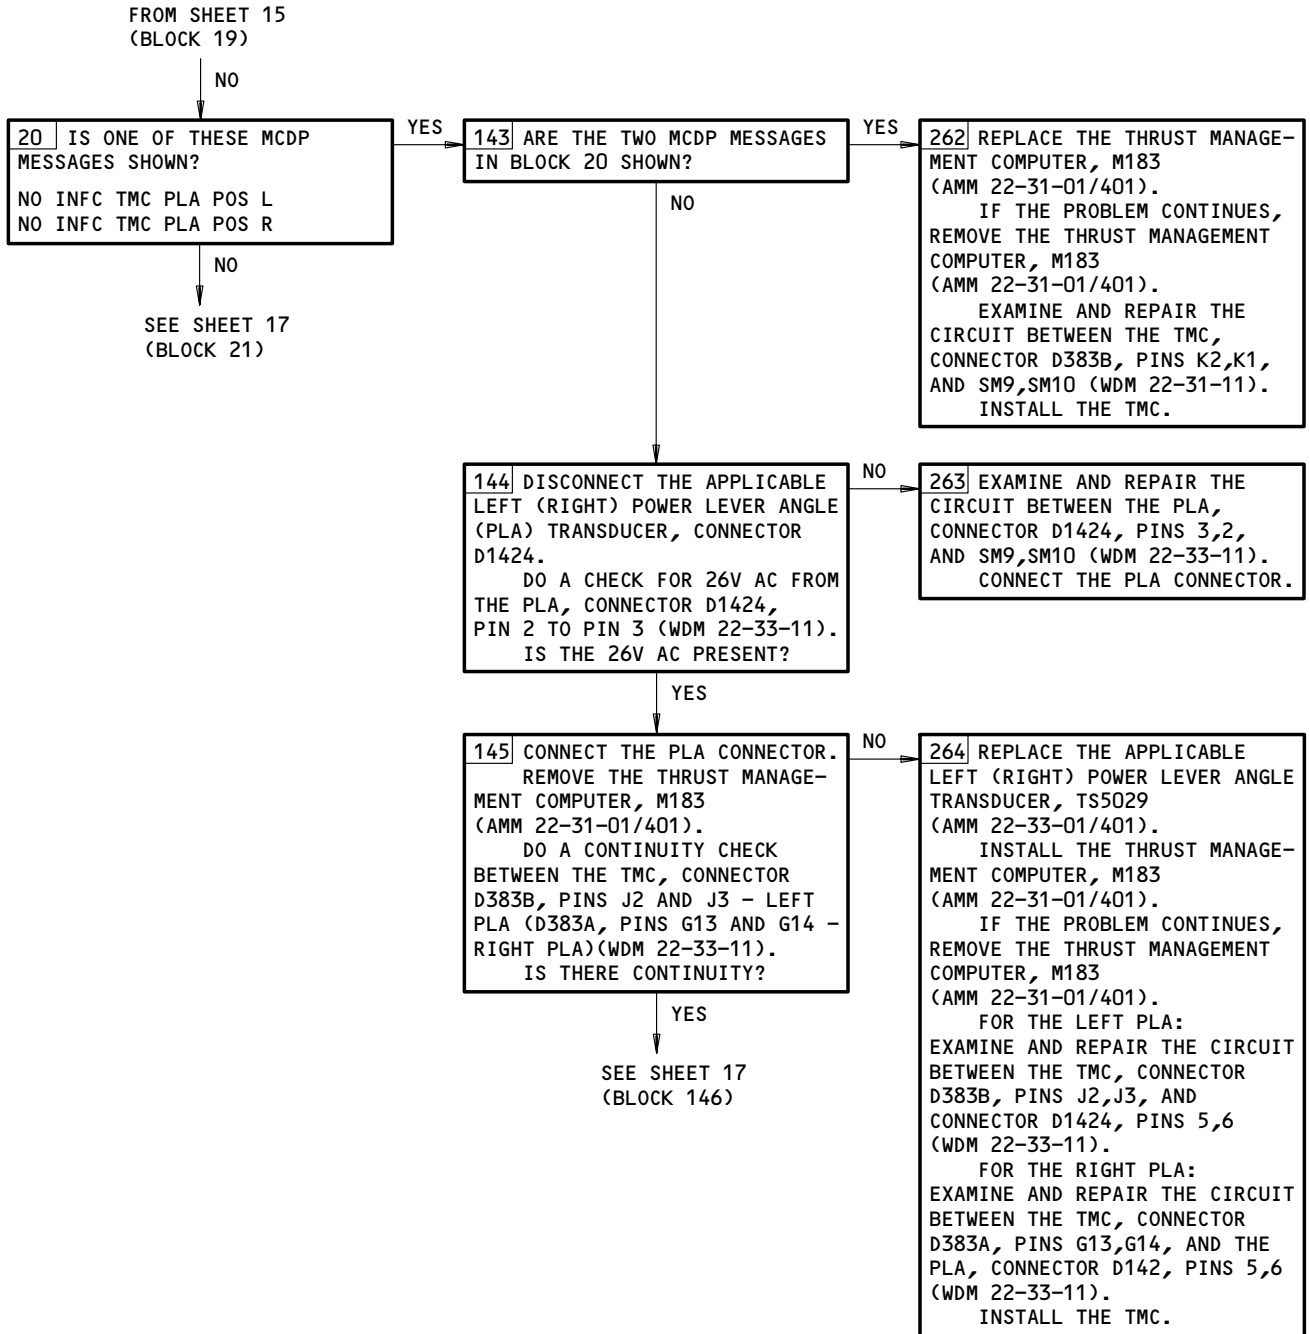 FROM SHEET 15
(BLOCK 19)
NO
20 IS ONE OF THESE MCDP
MESSAGES SHOWN?
NO INFC TMC PLA POS L
NO INFC TMC PLA POS R
YES
NO
SEE SHEET 17
(BLOCK 21)
143 ARE THE TWO MCDP MESSAGES
IN BLOCK 20 SHOWN?
YES
NO
262 REPLACE THE THRUST MANAGE-
MENT COMPUTER, M183
(AMM 22-31-01/401).
IF THE PROBLEM CONTINUES,
REMOVE THE THRUST MANAGEMENT
COMPUTER, M183
(AMM 22-31-01/401).
EXAMINE AND REPAIR THE
CIRCUIT BETWEEN THE TMC,
CONNECTOR D383B, PINS K2,K1,
AND SM9,SM10 (WDM 22-31-11).
INSTALL THE TMC.
144 DISCONNECT THE APPLICABLE
LEFT (RIGHT) POWER LEVER ANGLE
(PLA) TRANSDUCER, CONNECTOR
D1424.
DO A CHECK FOR 26V AC FROM
THE PLA, CONNECTOR D1424,
PIN 2 TO PIN 3 (WDM 22-33-11).
IS THE 26V AC PRESENT?
NO
YES
263 EXAMINE AND REPAIR THE
CIRCUIT BETWEEN THE PLA,
CONNECTOR D1424, PINS 3,2,
AND SM9,SM10 (WDM 22-33-11).
CONNECT THE PLA CONNECTOR.
145 CONNECT THE PLA CONNECTOR.
REMOVE THE THRUST MANAGE-
MENT COMPUTER, M183
(AMM 22-31-01/401).
DO A CONTINUITY CHECK
BETWEEN THE TMC, CONNECTOR
D383B, PINS J2 AND J3 - LEFT
PLA (D383A, PINS G13 AND G14 -
RIGHT PLA)(WDM 22-33-11).
IS THERE CONTINUITY?
NO
YES
SEE SHEET 17
(BLOCK 146)
264 REPLACE THE APPLICABLE
LEFT (RIGHT) POWER LEVER ANGLE
TRANSDUCER, TS5029
(AMM 22-33-01/401).
INSTALL THE THRUST MANAGE-
MENT COMPUTER, M183
(AMM 22-31-01/401).
IF THE PROBLEM CONTINUES,
REMOVE THE THRUST MANAGEMENT
COMPUTER, M183
(AMM 22-31-01/401).
FOR THE LEFT PLA:
EXAMINE AND REPAIR THE CIRCUIT
BETWEEN THE TMC, CONNECTOR
D383B, PINS J2,J3, AND
CONNECTOR D1424, PINS 5,6
(WDM 22-33-11).
FOR THE RIGHT PLA:
EXAMINE AND REPAIR THE CIRCUIT
BETWEEN THE TMC, CONNECTOR
D383A, PINS G13,G14, AND THE
PLA, CONNECTOR D142, PINS 5,6
(WDM 22-33-11).
INSTALL THE TMC.